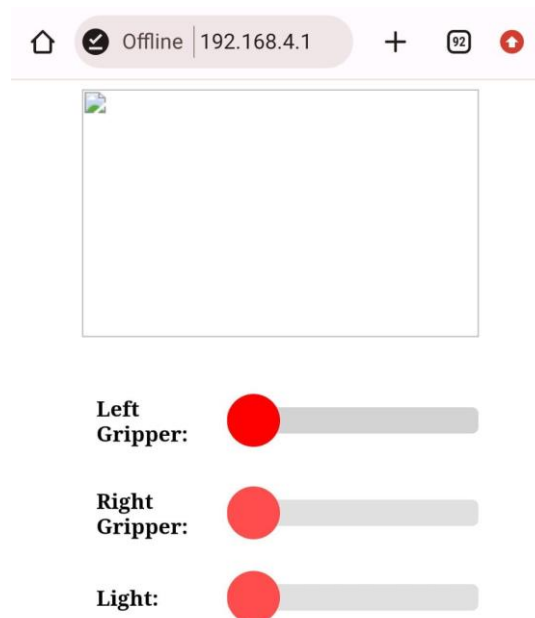 Offline 192.168.4.1 92
Left
Gripper:
Right
Gripper:
Light: